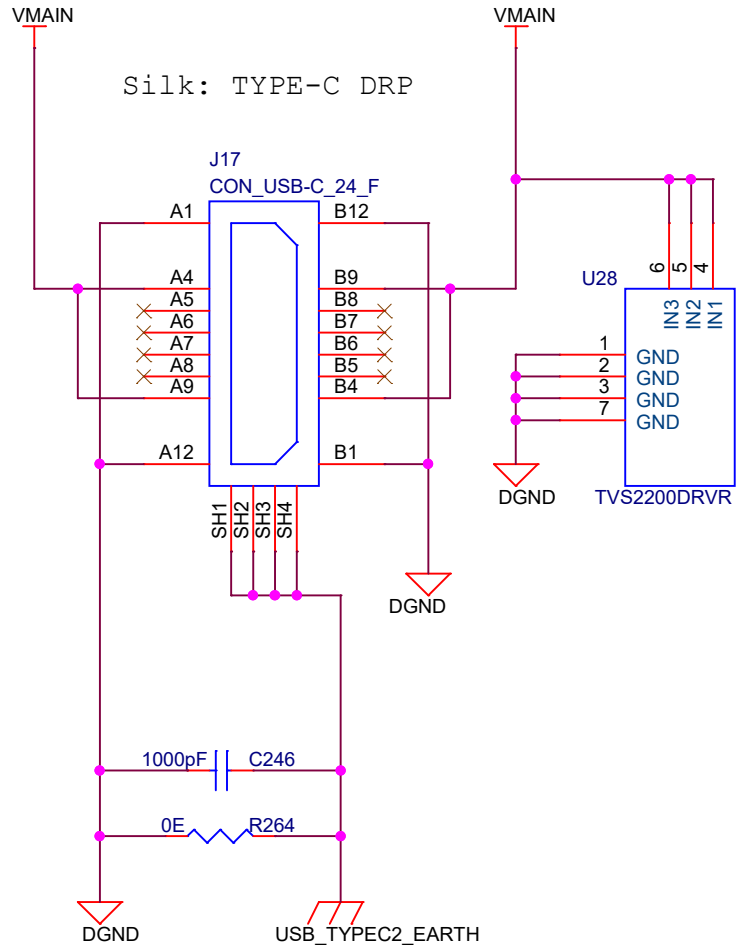 VMAIN
VMAIN
Silk: TYPE-C DRP
J17
CON_USB-C_24_F
A1
B12
A4
B9
A5
B8
A6
B7
A7
B6
A8
B5
A9
B4
A12
B1
SH1
SH2
SH3
SH4
DGND
6
5
4
U28
IN3
IN2
IN1
1
GND
2
GND
3
GND
7
GND
DGND
TVS2200DRVR
1000pF
C246
0E
R264
DGND
USB_TYPEC2_EARTH